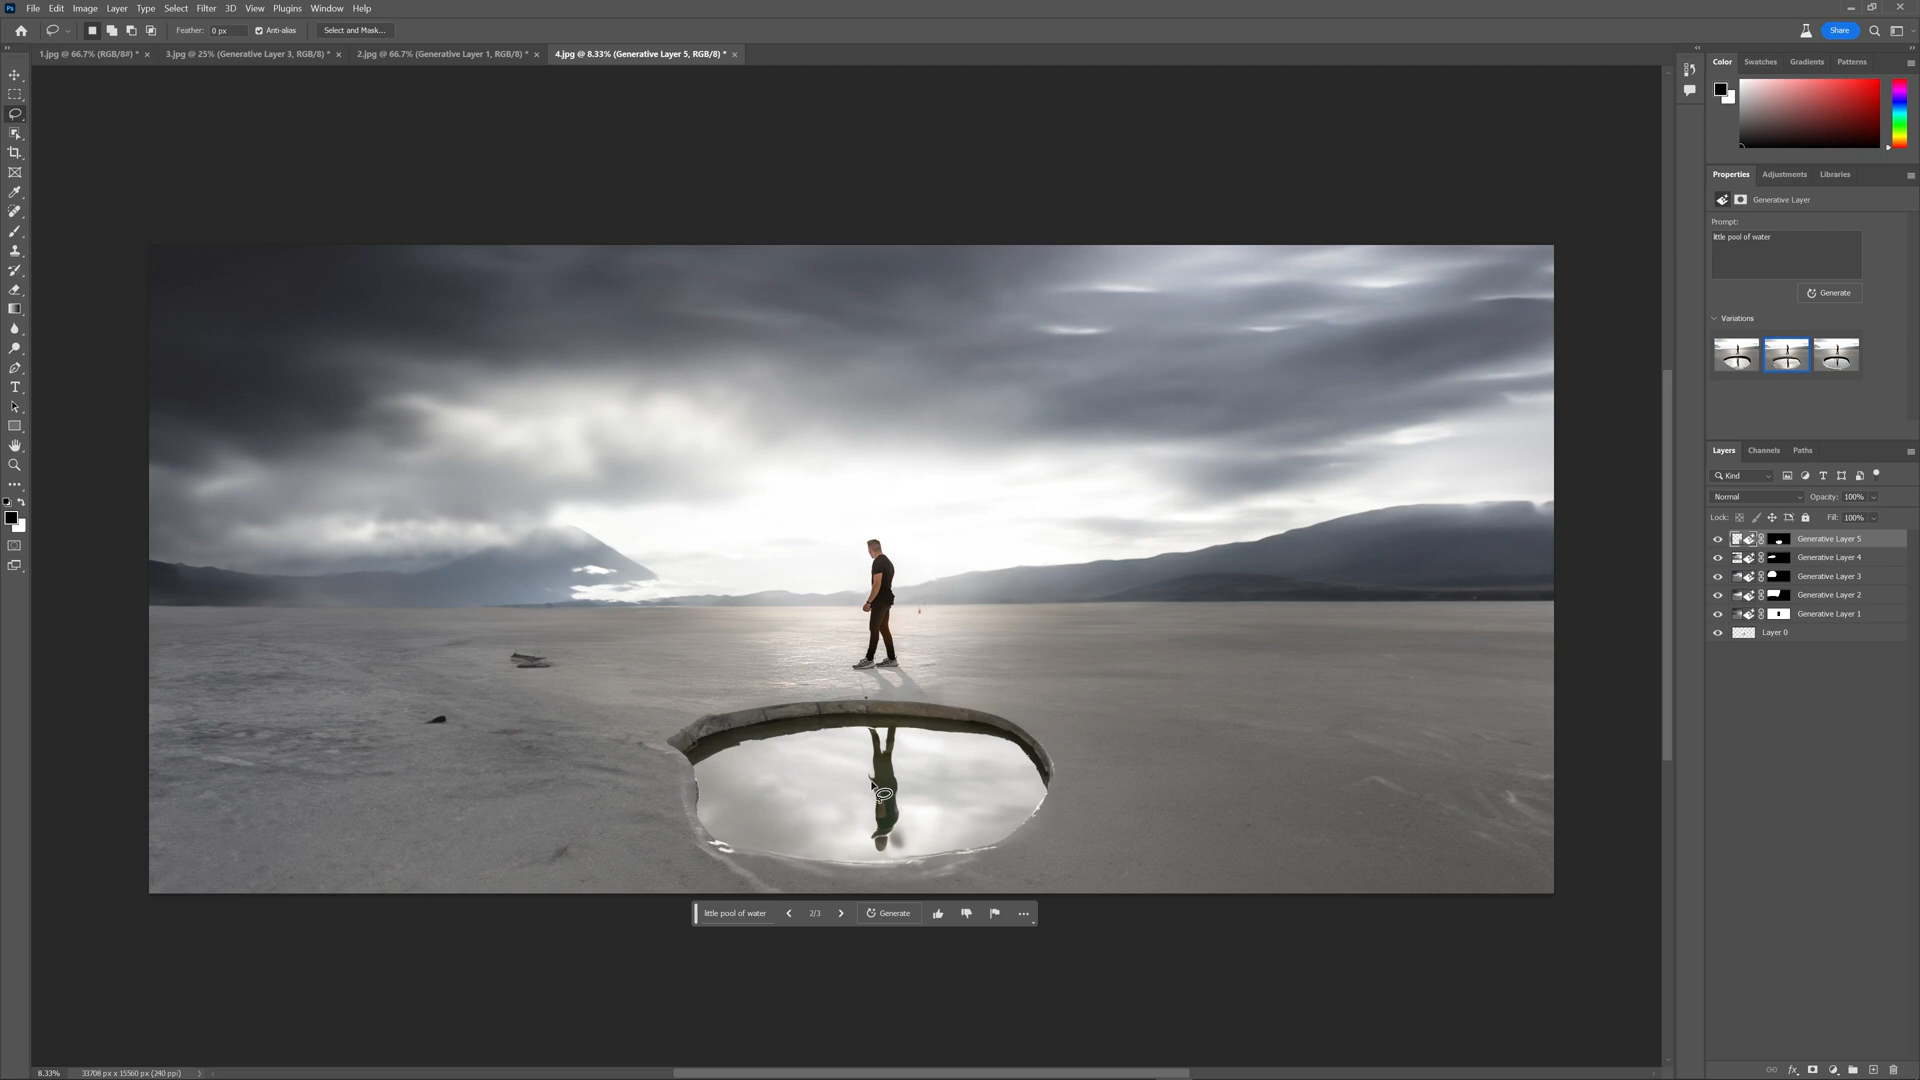 Ps File Edit Image Layer Type Select Filter 3D View Plugins Window Help
Feather: 0 px Anti-alias Select and Mask... Share
1.jpg @ 66.7% (RGB/8#) * × 3.jpg @ 25% (Generative Layer 3, RGB/8) * × 2.jpg @ 66.7% (Generative Layer 1, RGB/8) * × 4.jpg @ 8.33% (Generative Layer 5, RGB/8) * ×
Color Swatches Gradients Patterns
Properties Adjustments Libraries
Generative Layer
Prompt:
little pool of water
Generate
Variations
Layers Channels Paths
Kind
Normal Opacity: 100%
Lock: Fill: 100%
Generative Layer 5
Generative Layer 4
Generative Layer 3
Generative Layer 2
Generative Layer 1
Layer 0
little pool of water 2/3 Generate
8.33% 33708 px x 15560 px (240 ppi)